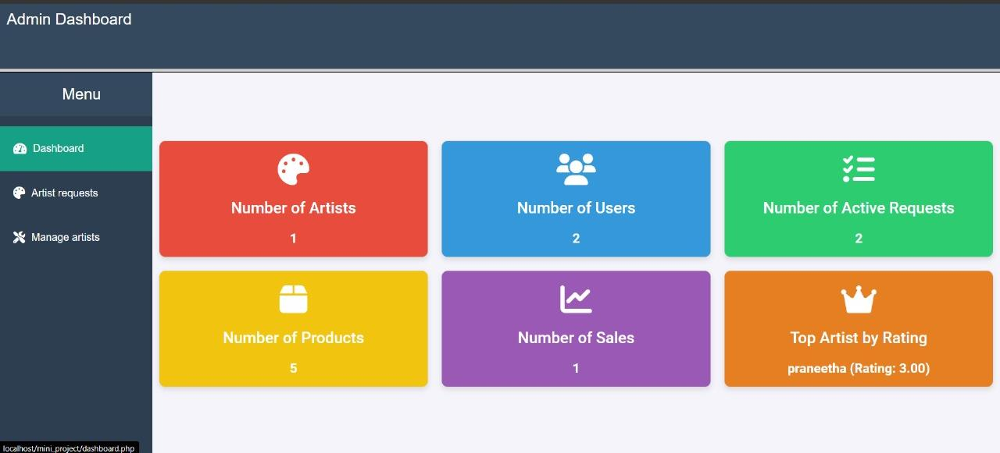 Admin Dashboard
Menu
Dashboard
Artist requests
Manage artists
Number of Artists
1
Number of Users
2
Number of Active Requests
2
Number of Products
5
Number of Sales
1
Top Artist by Rating
praneetha (Rating: 3.00)
localhost/mini_project/dashboard.php